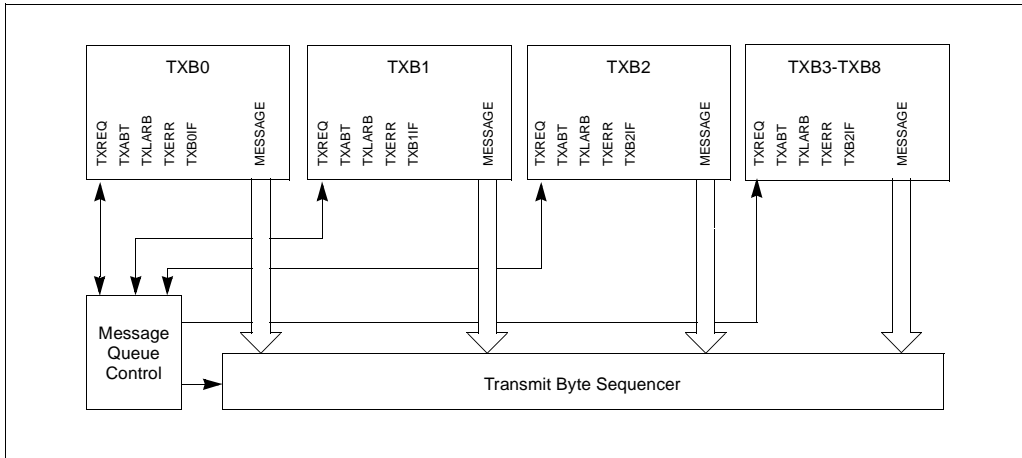 TXB0
TXREQ
TXABT
TXLARB
TXERR
TXB0IF
MESSAGE
TXB1
TXREQ
TXABT
TXLARB
TXERR
TXB1IF
MESSAGE
TXB2
TXREQ
TXABT
TXLARB
TXERR
TXB2IF
MESSAGE
TXB3-TXB8
TXREQ
TXABT
TXLARB
TXERR
TXB2IF
MESSAGE
Message
Queue
Control
Transmit Byte Sequencer